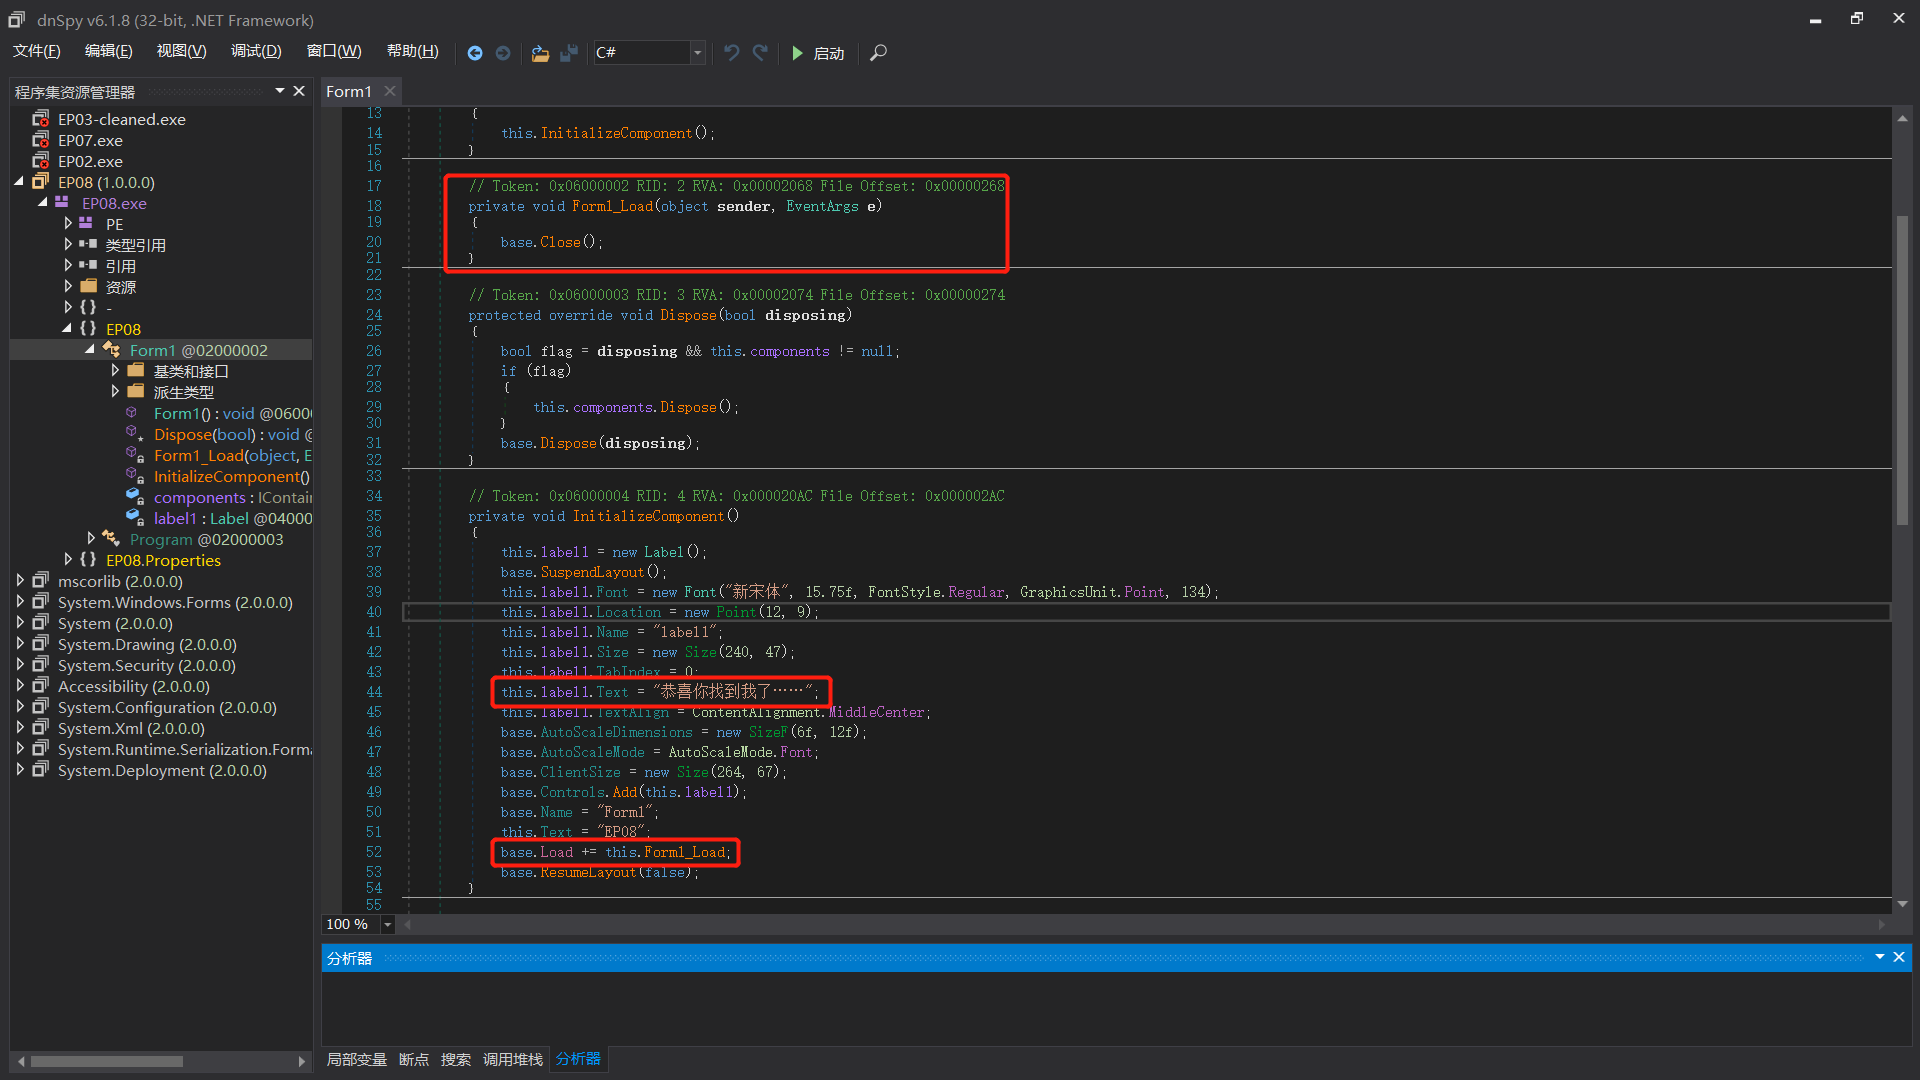 dnSpy v6.1.8 (32-bit, .NET Framework)
文件(F) 编辑(E) 视图(V) 调试(D) 窗口(W) 帮助(H) C# 启动
程序集资源管理器
EP03-cleaned.exe
EP07.exe
EP02.exe
EP08 (1.0.0.0)
EP08.exe
PE
类型引用
引用
资源
{ } -
{ } EP08
Form1 @02000002
基类和接口
派生类型
Form1() : void @0600
Dispose(bool) : void @
Form1_Load(object, E
InitializeComponent()
components : IContai
label1 : Label @0400
Program @02000003
{ } EP08.Properties
mscorlib (2.0.0.0)
System.Windows.Forms (2.0.0.0)
System (2.0.0.0)
System.Drawing (2.0.0.0)
System.Security (2.0.0.0)
Accessibility (2.0.0.0)
System.Configuration (2.0.0.0)
System.Xml (2.0.0.0)
System.Runtime.Serialization.Forma
System.Deployment (2.0.0.0)
Form1
13 {
14 this.InitializeComponent();
15 }
16
17 // Token: 0x06000002 RID: 2 RVA: 0x00002068 File Offset: 0x00000268
18 private void Form1_Load(object sender, EventArgs e)
19 {
20 base.Close();
21 }
22
23 // Token: 0x06000003 RID: 3 RVA: 0x00002074 File Offset: 0x00000274
24 protected override void Dispose(bool disposing)
25 {
26 bool flag = disposing && this.components != null;
27 if (flag)
28 {
29 this.components.Dispose();
30 }
31 base.Dispose(disposing);
32 }
33
34 // Token: 0x06000004 RID: 4 RVA: 0x000020AC File Offset: 0x000002AC
35 private void InitializeComponent()
36 {
37 this.label1 = new Label();
38 base.SuspendLayout();
39 this.label1.Font = new Font("新宋体", 15.75f, FontStyle.Regular, GraphicsUnit.Point, 134);
40 this.label1.Location = new Point(12, 9);
41 this.label1.Name = "label1";
42 this.label1.Size = new Size(240, 47);
43 this.label1.TabIndex = 0;
44 this.label1.Text = "恭喜你找到我了……";
45 this.label1.TextAlign = ContentAlignment.MiddleCenter;
46 base.AutoScaleDimensions = new SizeF(6f, 12f);
47 base.AutoScaleMode = AutoScaleMode.Font;
48 base.ClientSize = new Size(264, 67);
49 base.Controls.Add(this.label1);
50 base.Name = "Form1";
51 this.Text = "EP08";
52 base.Load += this.Form1_Load;
53 base.ResumeLayout(false);
54 }
55
100 %
分析器
局部变量 断点 搜索 调用堆栈 分析器